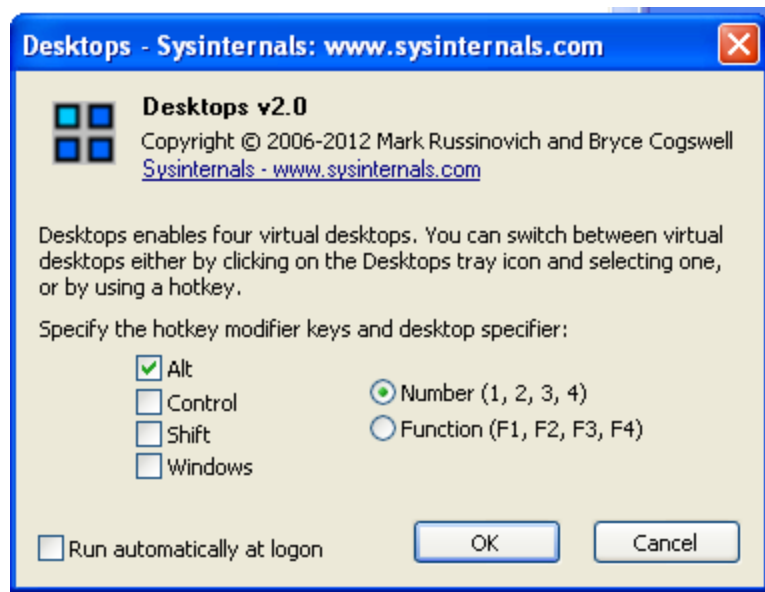 Desktops - Sysinternals: www.sysinternals.com
Desktops v2.0
Copyright © 2006-2012 Mark Russinovich and Bryce Cogswell
Sysinternals - www.sysinternals.com
Desktops enables four virtual desktops. You can switch between virtual
desktops either by clicking on the Desktops tray icon and selecting one,
or by using a hotkey.
Specify the hotkey modifier keys and desktop specifier:
Alt
Control
Shift
Windows
Number (1, 2, 3, 4)
Function (F1, F2, F3, F4)
Run automatically at logon
OK
Cancel